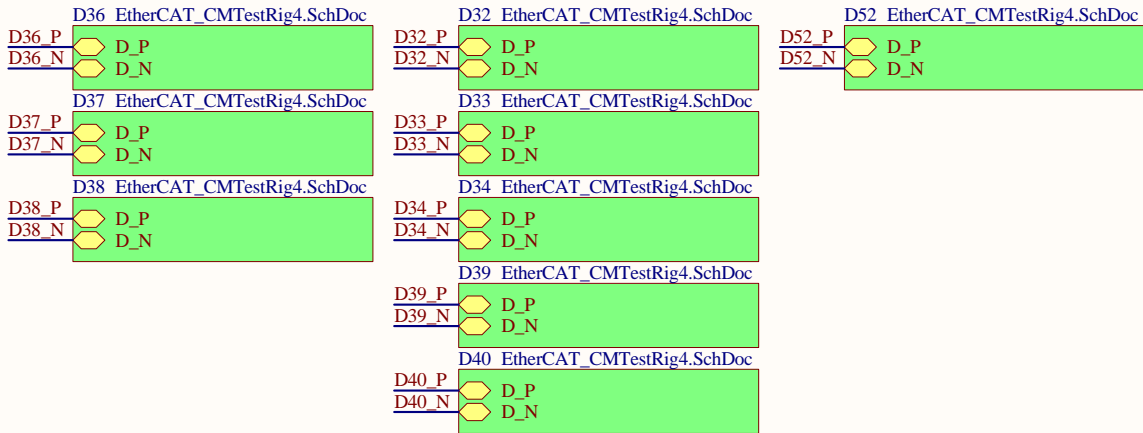 D36 EtherCAT_CMTestRig4.SchDoc
D36_P
D_P
D36_N
D_N
D37 EtherCAT_CMTestRig4.SchDoc
D37_P
D_P
D37_N
D_N
D38 EtherCAT_CMTestRig4.SchDoc
D38_P
D_P
D38_N
D_N
D32 EtherCAT_CMTestRig4.SchDoc
D32_P
D_P
D32_N
D_N
D33 EtherCAT_CMTestRig4.SchDoc
D33_P
D_P
D33_N
D_N
D34 EtherCAT_CMTestRig4.SchDoc
D34_P
D_P
D34_N
D_N
D39 EtherCAT_CMTestRig4.SchDoc
D39_P
D_P
D39_N
D_N
D40 EtherCAT_CMTestRig4.SchDoc
D40_P
D_P
D40_N
D_N
D52 EtherCAT_CMTestRig4.SchDoc
D52_P
D_P
D52_N
D_N